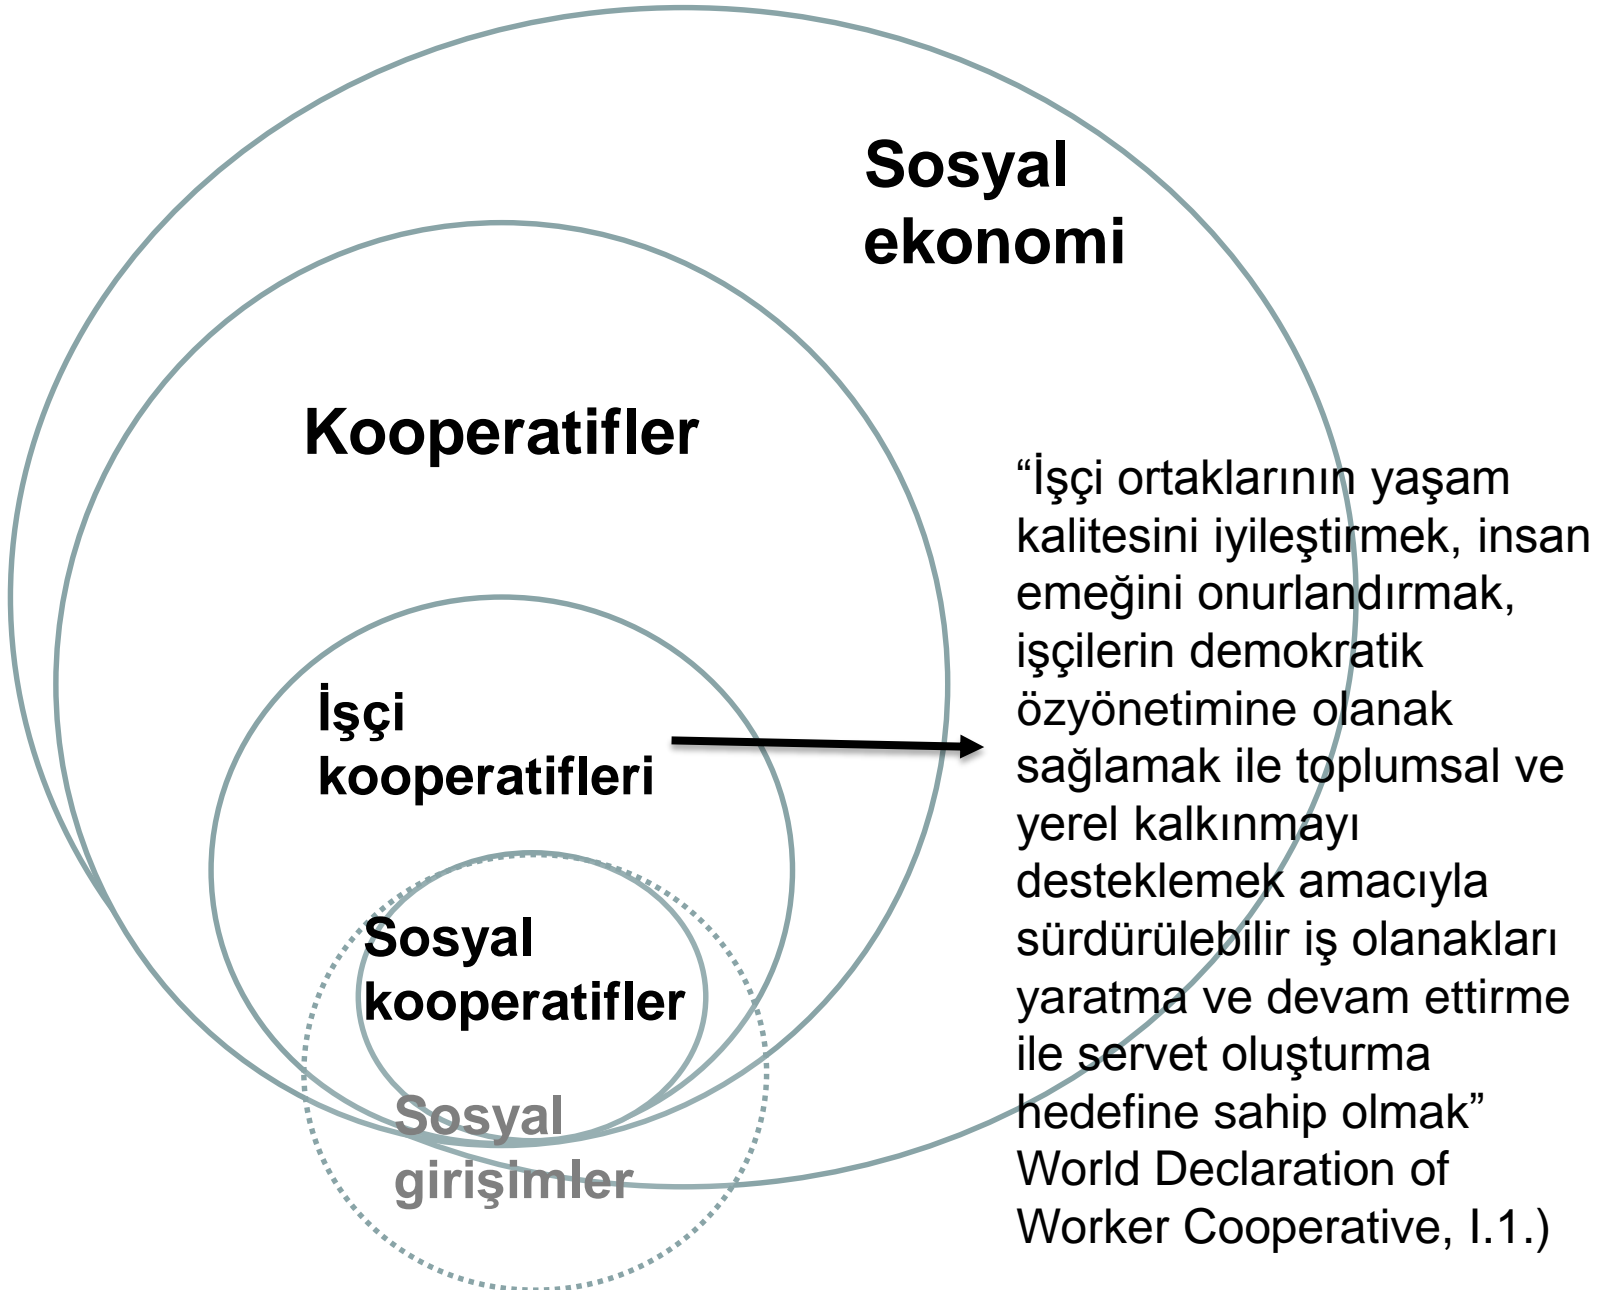 Sosyal
ekonomi
Kooperatifler
İşçi
kooperatifleri
Sosyal
kooperatifler
Sosyal
girişimler
“İşçi ortaklarının yaşam
kalitesini iyileştirmek, insan
emeğini onurlandırmak,
işçilerin demokratik
özyönetimine olanak
sağlamak ile toplumsal ve
yerel kalkınmayı
desteklemek amacıyla
sürdürülebilir iş olanakları
yaratma ve devam ettirme
ile servet oluşturma
hedefine sahip olmak”
World Declaration of
Worker Cooperative, I.1.)